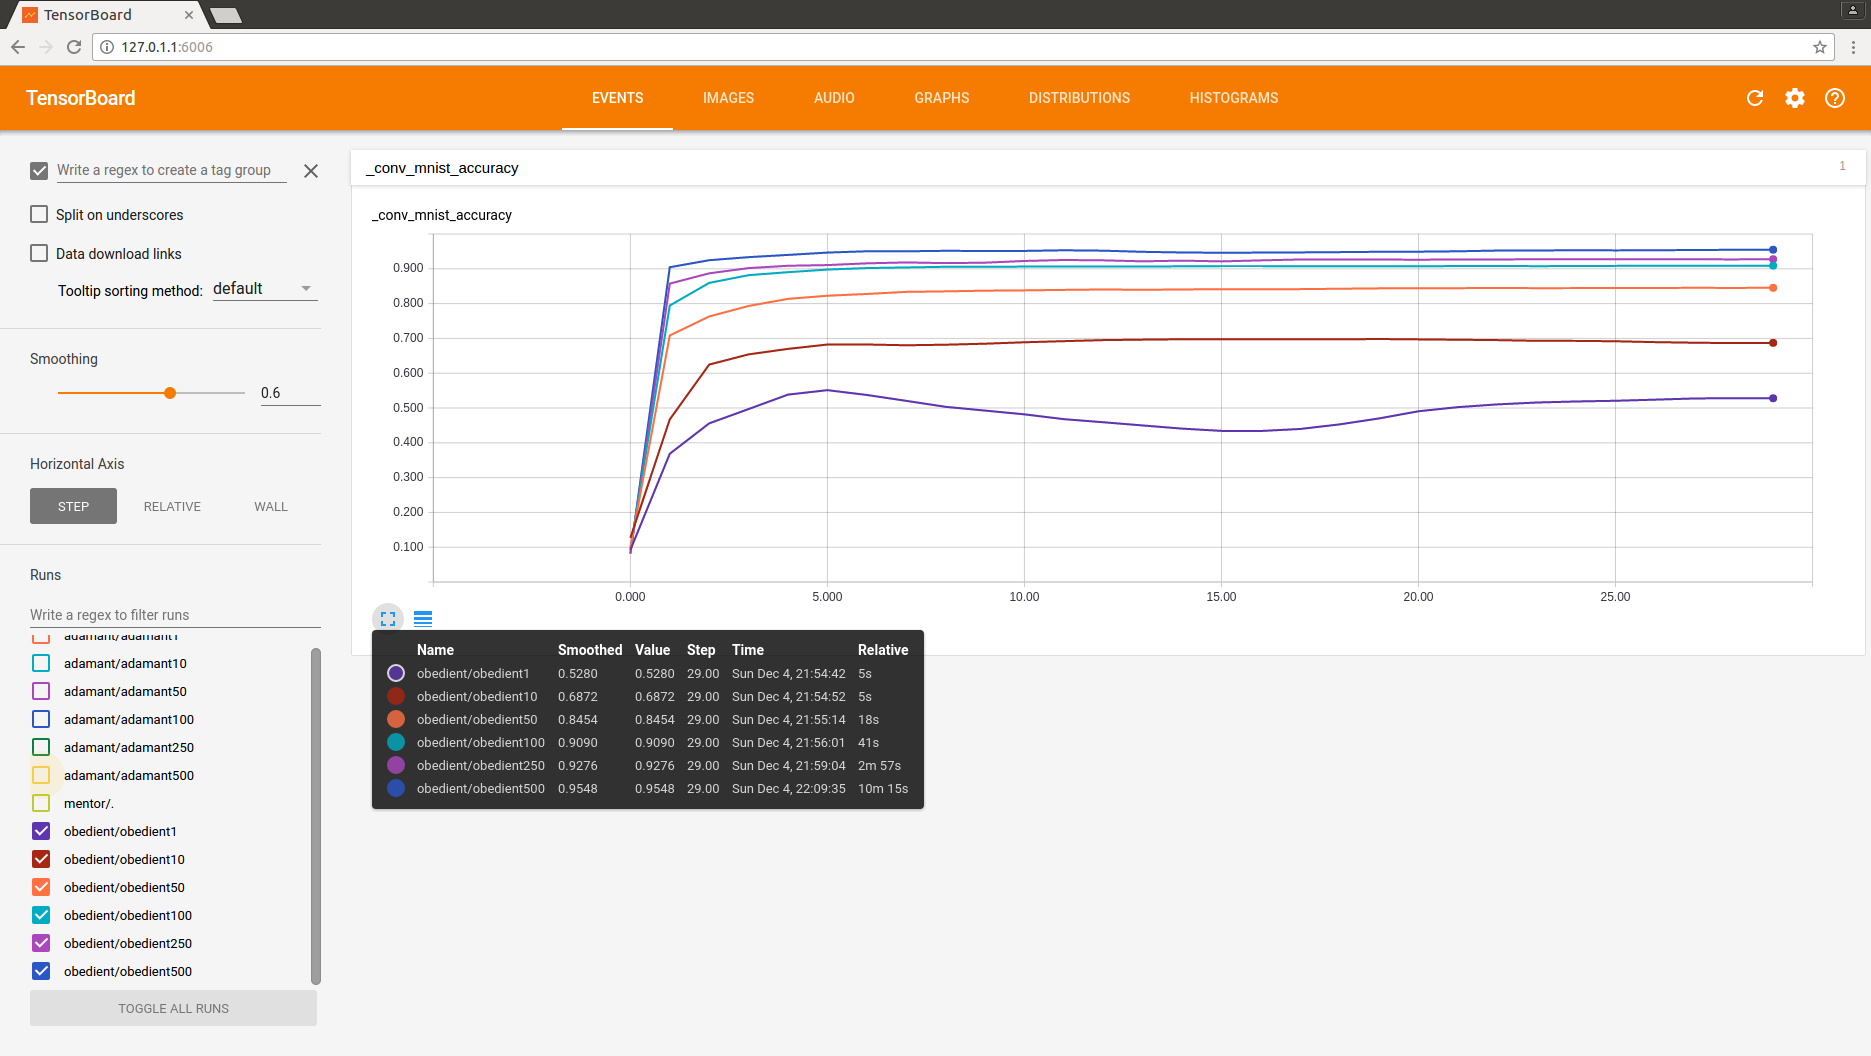 TensorBoard
127.0.1.1:6006
TensorBoard
EVENTS IMAGES AUDIO GRAPHS DISTRIBUTIONS HISTOGRAMS
Write a regex to create a tag group
Split on underscores
Data download links
Tooltip sorting method: default
Smoothing
0.6
Horizontal Axis
STEP RELATIVE WALL
Runs
Write a regex to filter runs
adamant/adamant1
adamant/adamant10
adamant/adamant50
adamant/adamant100
adamant/adamant250
adamant/adamant500
mentor/.
obedient/obedient1
obedient/obedient10
obedient/obedient50
obedient/obedient100
obedient/obedient250
obedient/obedient500
TOGGLE ALL RUNS
_conv_mnist_accuracy 1
_conv_mnist_accuracy
0.900
0.800
0.700
0.600
0.500
0.400
0.300
0.200
0.100
0.000 5.000 10.00 15.00 20.00 25.00
Name Smoothed Value Step Time Relative
obedient/obedient1 0.5280 0.5280 29.00 Sun Dec 4, 21:54:42 5s
obedient/obedient10 0.6872 0.6872 29.00 Sun Dec 4, 21:54:52 5s
obedient/obedient50 0.8454 0.8454 29.00 Sun Dec 4, 21:55:14 18s
obedient/obedient100 0.9090 0.9090 29.00 Sun Dec 4, 21:56:01 41s
obedient/obedient250 0.9276 0.9276 29.00 Sun Dec 4, 21:59:04 2m 57s
obedient/obedient500 0.9548 0.9548 29.00 Sun Dec 4, 22:09:35 10m 15s